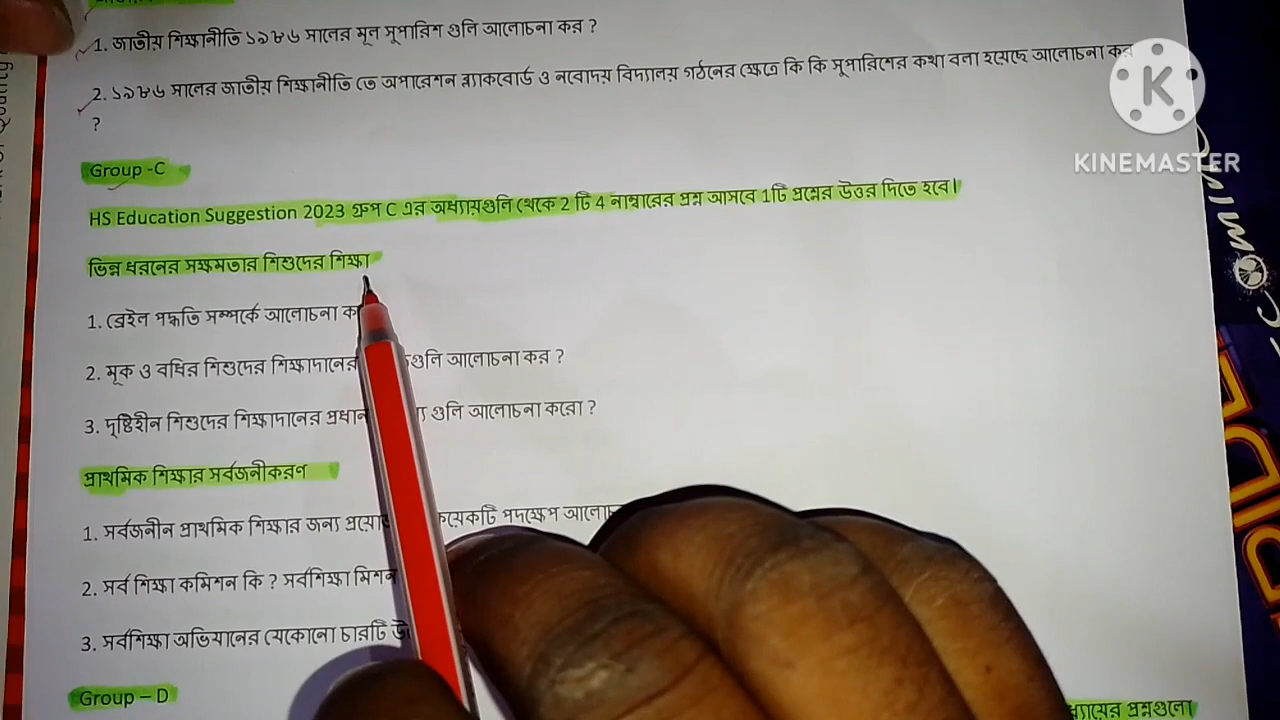 1. জাতীয় শিক্ষানীতি ১৯৮৬ সালের মূল সুপারিশ গুলি আলোচনা কর ?
2. ১৯৮৬ সালের জাতীয় শিক্ষানীতি তে অপারেশন ব্ল্যাকবোর্ড ও নবোদয় বিদ্যালয় গঠনের ক্ষেত্রে কি কি সুপারিশের কথা বলা হয়েছে আলোচনা কর
?
K
KINEMASTER
Group -C
HS Education Suggestion 2023 গ্রুপ C এর অধ্যায়গুলি থেকে 2 টি 4 নাম্বারের প্রশ্ন আসবে 1টি প্রশ্নের উত্তর দিতে হবে।
ভিন্ন ধরনের সক্ষমতার শিশুদের শিক্ষা
1. ব্রেইল পদ্ধতি সম্পর্কে আলোচনা ক
2. মূক ও বধির শিশুদের শিক্ষাদানের গুলি আলোচনা কর ?
3. দৃষ্টিহীন শিশুদের শিক্ষাদানের প্রধান গুলি আলোচনা করো ?
প্রাথমিক শিক্ষার সর্বজনীকরণ
1. সর্বজনীন প্রাথমিক শিক্ষার জন্য কয়েকটি পদক্ষেপ
2. সর্ব শিক্ষা কমিশন কি ? সর্বশিক্ষা মিশন
3. সর্বশিক্ষা অভিযানের যেকোনো চারটি
Group – D
প্রশ্নগুলো